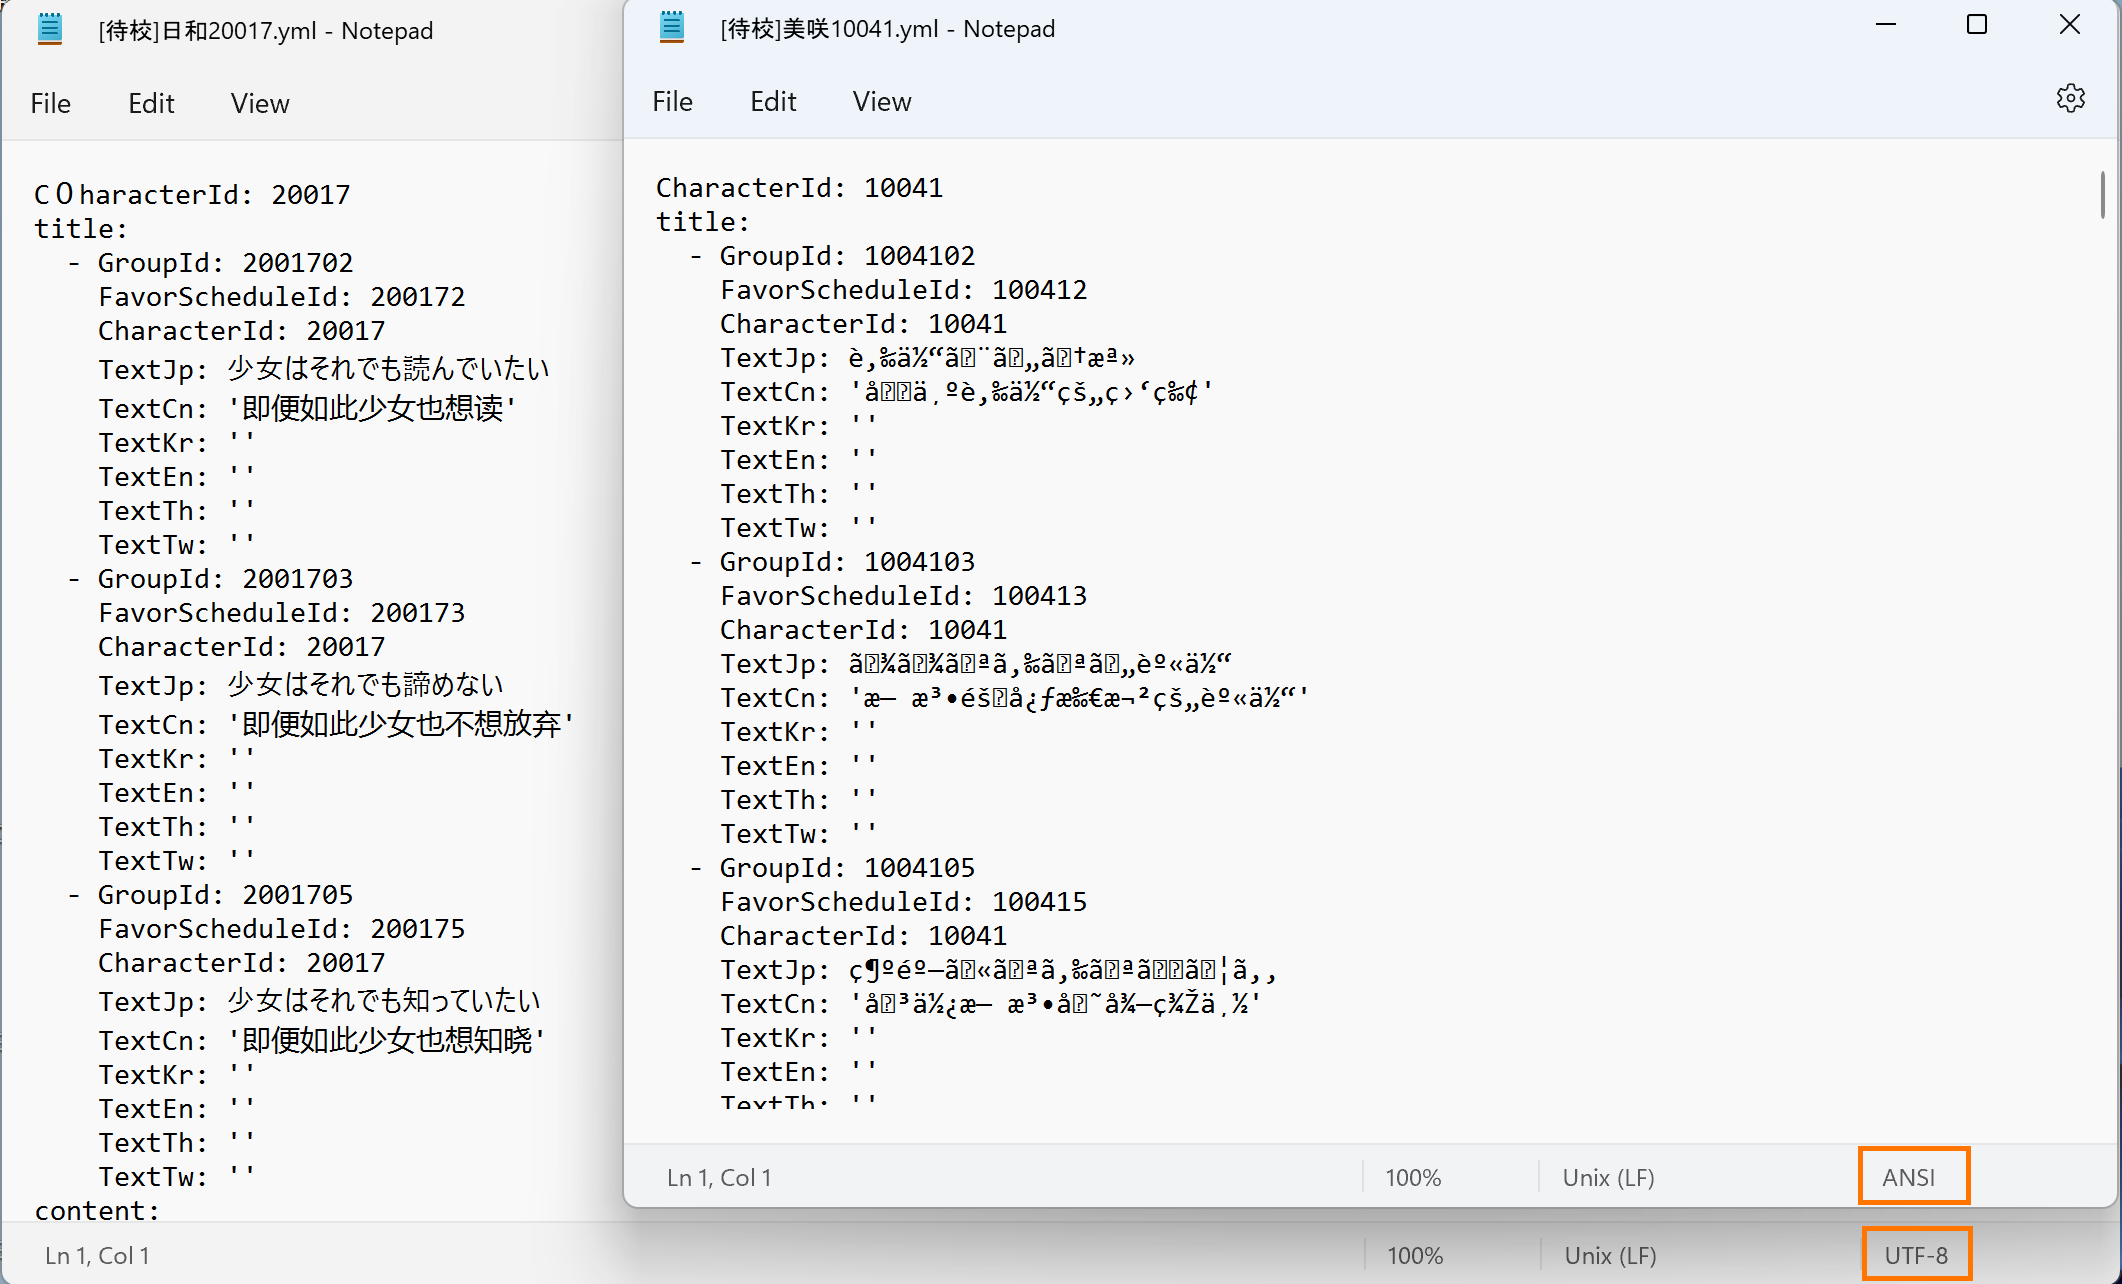 [待校]日和20017.yml - Notepad
File Edit View
C０haracterId: 20017
title:
- GroupId: 2001702
FavorScheduleId: 200172
CharacterId: 20017
TextJp: 少女はそれでも読んでいたい
TextCn: '即便如此少女也想读'
TextKr: ''
TextEn: ''
TextTh: ''
TextTw: ''
- GroupId: 2001703
FavorScheduleId: 200173
CharacterId: 20017
TextJp: 少女はそれでも諦めない
TextCn: '即便如此少女也不想放弃'
TextKr: ''
TextEn: ''
TextTh: ''
TextTw: ''
- GroupId: 2001705
FavorScheduleId: 200175
CharacterId: 20017
TextJp: 少女はそれでも知っていたい
TextCn: '即便如此少女也想知晓'
TextKr: ''
TextEn: ''
TextTh: ''
TextTw: ''
content:
Ln 1, Col 1 100% Unix (LF) UTF-8
[待校]美咲10041.yml - Notepad
File Edit View
CharacterId: 10041
title:
- GroupId: 1004102
FavorScheduleId: 100412
CharacterId: 10041
TextJp: è‚‰ä½“ã¨ã„ã†æª»
TextCn: 'åä¸ºè‚‰ä½“çš„ç›‘ç‰¢'
TextKr: ''
TextEn: ''
TextTh: ''
TextTw: ''
- GroupId: 1004103
FavorScheduleId: 100413
CharacterId: 10041
TextJp: ã¾ã¾ãªã‚‰ãªã„èº«ä½“
TextCn: 'æ— æ³•éšå¿ƒæ‰€æ¬²çš„èº«ä½“'
TextKr: ''
TextEn: ''
TextTh: ''
TextTw: ''
- GroupId: 1004105
FavorScheduleId: 100415
CharacterId: 10041
TextJp: ç¶ºéº—ã«ãªã‚‰ãªãã¦ã‚‚
TextCn: 'å³ä½¿æ— æ³•å˜å¾—ç¾Žä¸½'
TextKr: ''
TextEn: ''
TextTh: ''
Ln 1, Col 1 100% Unix (LF) ANSI